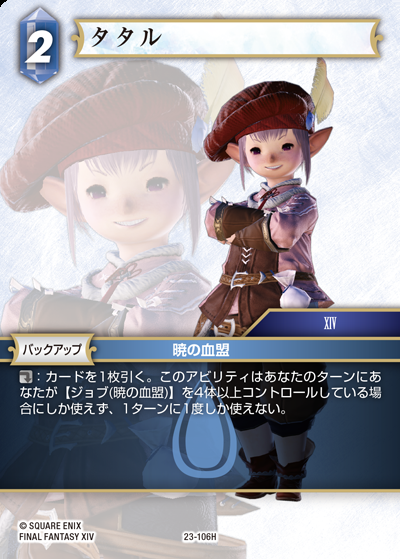 2
タタル
XIV
バックアップ
暁の血盟
：カードを1枚引く。このアビリティはあなたのターンにあ
なたが【ジョブ(暁の血盟)】を4体以上コントロールしている場
合にしか使えず、1ターンに1度しか使えない。
© SQUARE ENIX
FINAL FANTASY XIV
23-106H